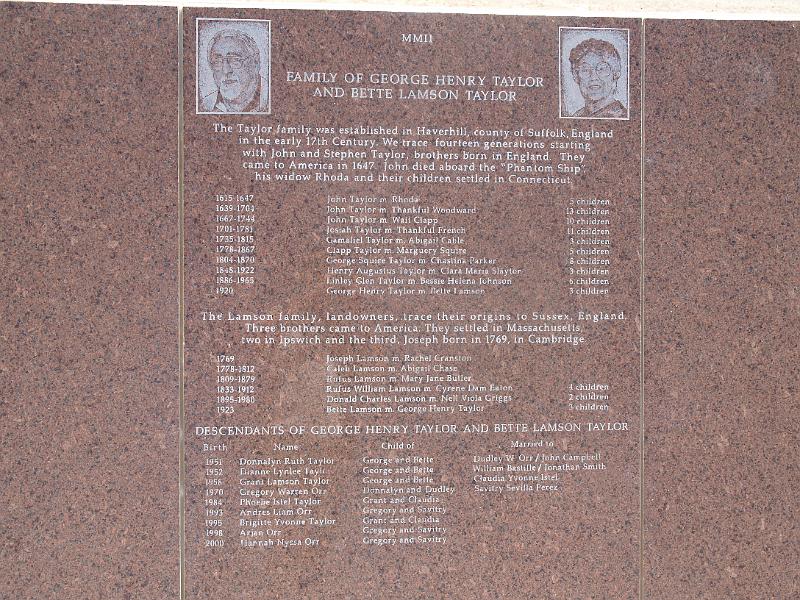 MMII
FAMILY OF GEORGE HENRY TAYLOR
AND BETTE LAMSON TAYLOR
The Taylor family was established in Haverhill, county of Suffolk, England
in the early 17th Century. We trace fourteen generations starting
with John and Stephen Taylor, brothers born in England. They
came to America in 1647. John died aboard the "Phantom Ship",
his widow Rhoda and their children settled in Connecticut.
1615-1647 John Taylor m. Rhoda 5 children
1639-1704 John Taylor m. Thankful Woodward 13 children
1667-1744 John Taylor m. Wait Clapp 10 children
1701-1781 Josiah Taylor m. Thankful French 11 children
1735-1815 Gamaliel Taylor m. Abigail Cable 3 children
1778-1867 Clapp Taylor m. Marguery Squire 5 children
1804-1870 George Squire Taylor m. Chastina Parker 8 children
1848-1922 Henry Augustus Taylor m. Clara Maria Slayton 3 children
1886-1965 Linley Glen Taylor m. Bessie Helena Johnson 6 children
1920 George Henry Taylor m. Bette Lamson 3 children
The Lamson family, landowners, trace their origins to Sussex, England.
Three brothers came to America. They settled in Massachusetts,
two in Ipswich and the third, Joseph born in 1769, in Cambridge
1769 Joseph Lamson m. Rachel Cranston
1778-1812 Caleb Lamson m. Abigail Chase
1809-1879 Rufus Lamson m. Mary Jane Butler
1833-1912 Rufus William Lamson m. Cyrene Dam Eaton 4 children
1895-1980 Donald Charles Lamson m. Nell Viola Griggs 2 children
1923 Bette Lamson m. George Henry Taylor 3 children
DESCENDANTS OF GEORGE HENRY TAYLOR AND BETTE LAMSON TAYLOR
Birth Name Child of Married to
1951 Donnalyn Ruth Taylor George and Bette Dudley W. Orr / John Campbell
1952 Dianne Lynlee Taylor George and Bette William Bastille / Jonathan Smith
1956 Grant Lamson Taylor George and Bette Claudia Yvonne Istel
1970 Gregory Warren Orr Donnalyn and Dudley Savitry Sevilla Perez
1984 Phoebe Istel Taylor Grant and Claudia
1993 Andres Liam Orr Gregory and Savitry
1995 Brigitte Yvonne Taylor Grant and Claudia
1998 Arjan Orr Gregory and Savitry
2000 Hannah Nyssa Orr Gregory and Savitry